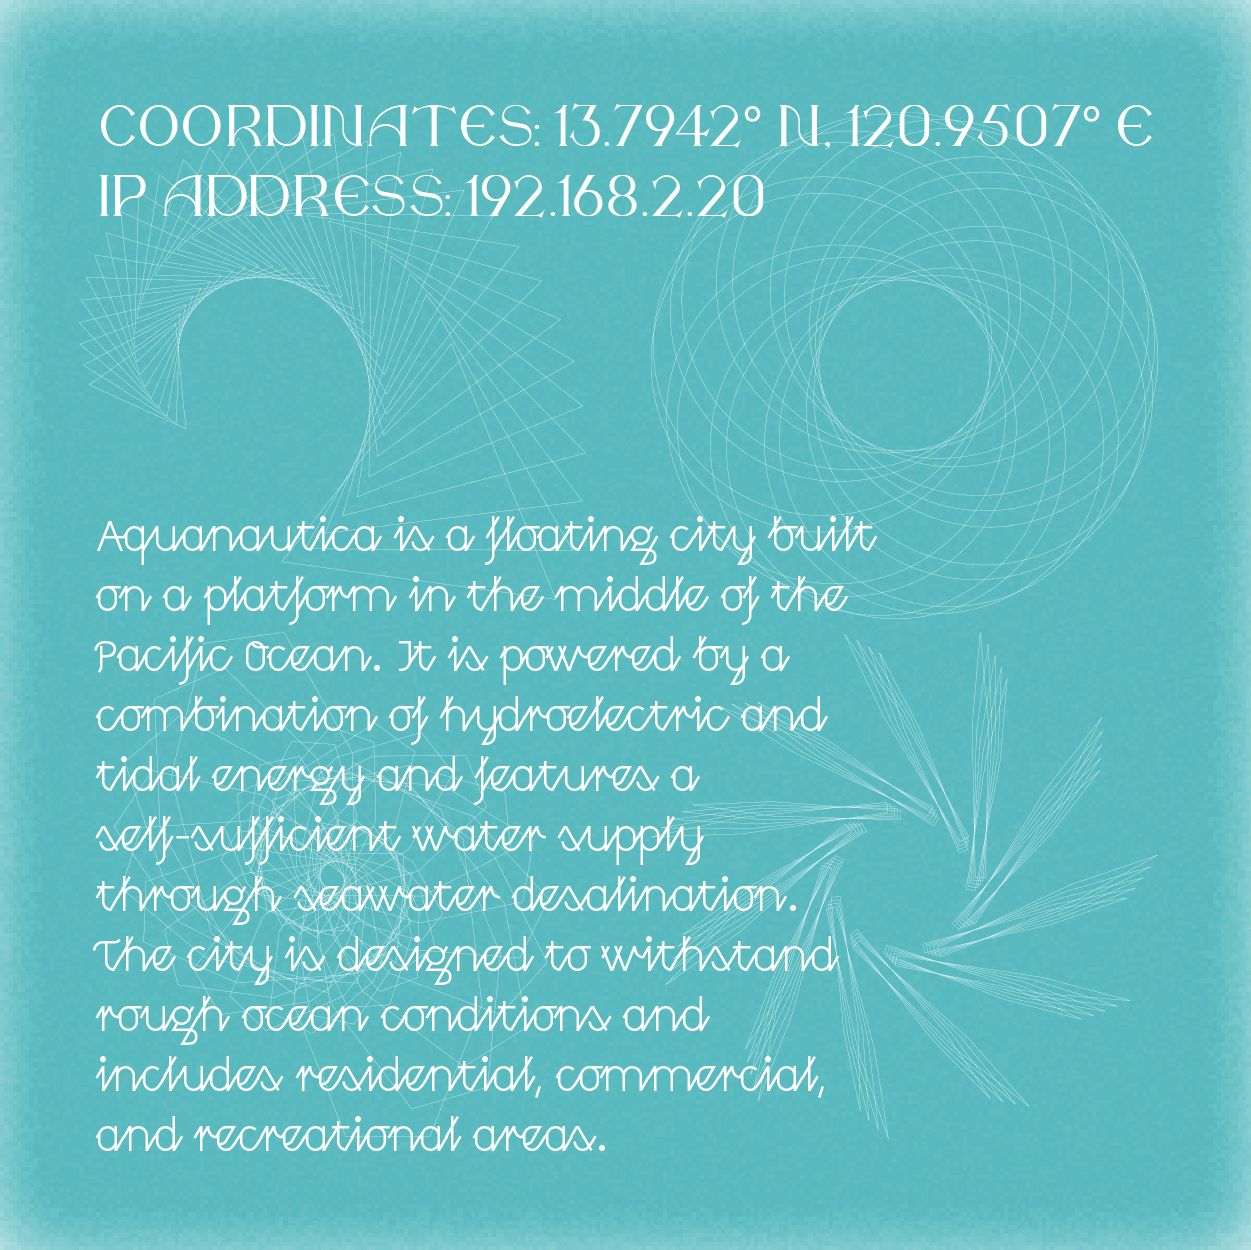 COORDINATES: 13.7942° N, 120.9507° E
IP ADDRESS: 192.168.2.20
Aquanautica is a floating city built
on a platform in the middle of the
Pacific Ocean. It is powered by a
combination of hydroelectric and
tidal energy and features a
self-sufficient water supply
through seawater desalination.
The city is designed to withstand
rough ocean conditions and
includes residential, commercial,
and recreational areas.